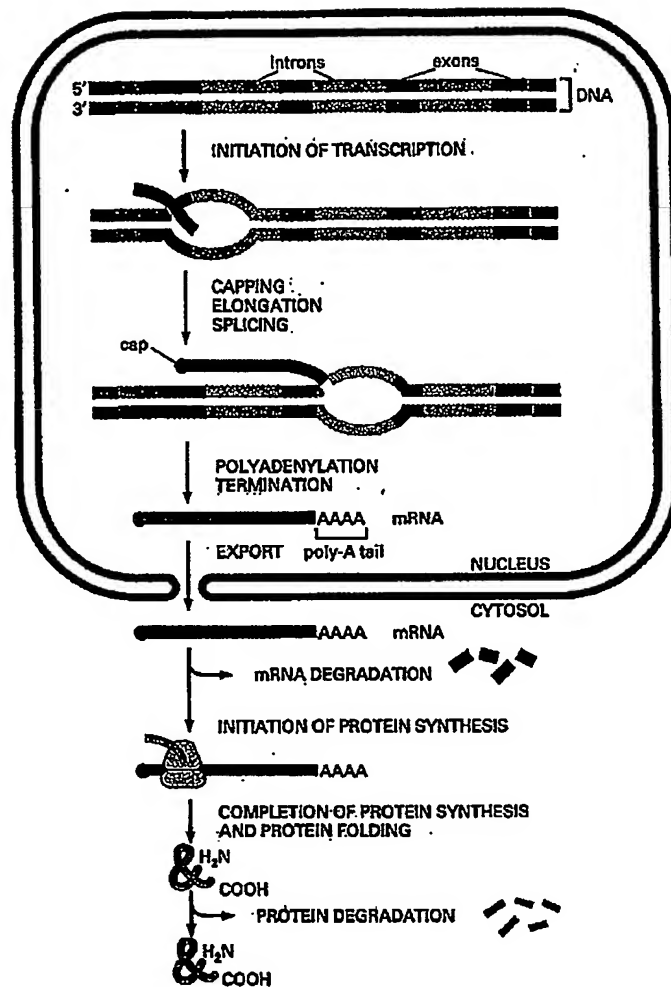 Introns exons
5'
3'
DNA
INITIATION OF TRANSCRIPTION
CAPPING
ELONGATION
SPLICING
cap
POLYADENYLATION
TERMINATION
AAAA mRNA
EXPORT poly-A tail
NUCLEUS
CYTOSOL
AAAA mRNA
mRNA DEGRADATION
INITIATION OF PROTEIN SYNTHESIS
AAAA
COMPLETION OF PROTEIN SYNTHESIS
AND PROTEIN FOLDING
H₂N
COOH
PROTEIN DEGRADATION
H₂N
COOH